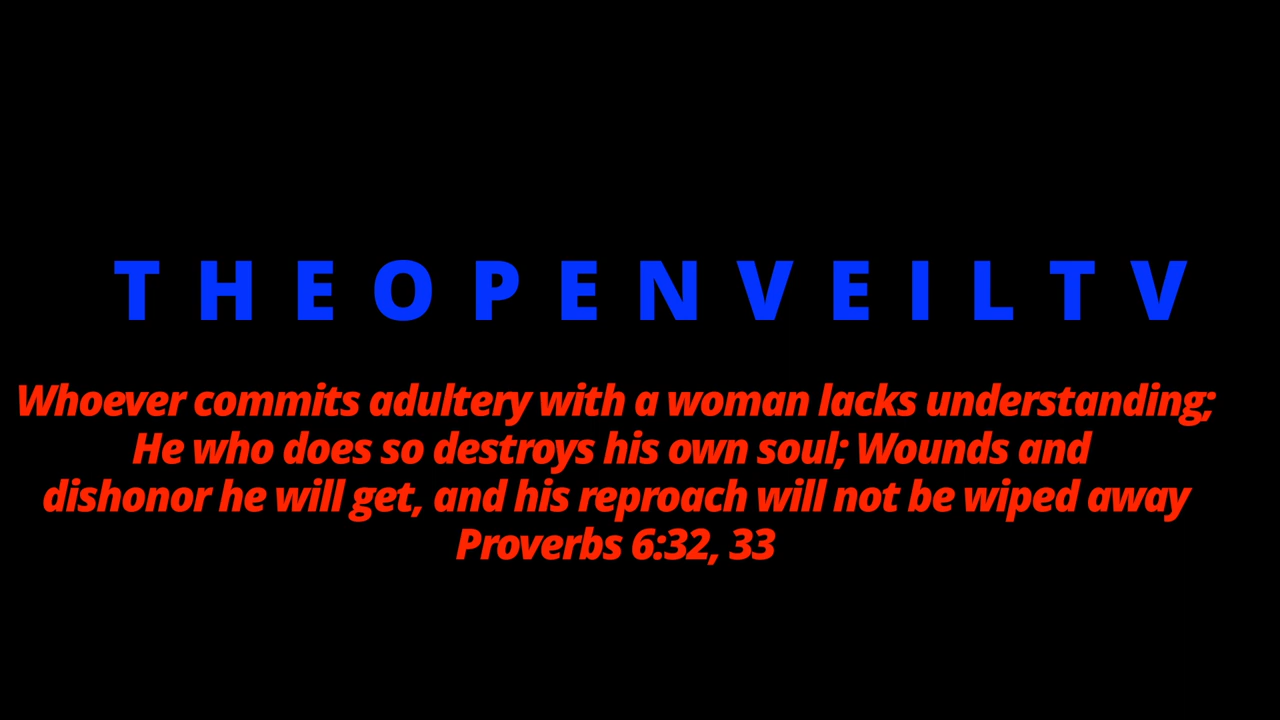 THEOPENVEILTV
Whoever commits adultery with a woman lacks understanding;
He who does so destroys his own soul; Wounds and
dishonor he will get, and his reproach will not be wiped away
Proverbs 6:32, 33